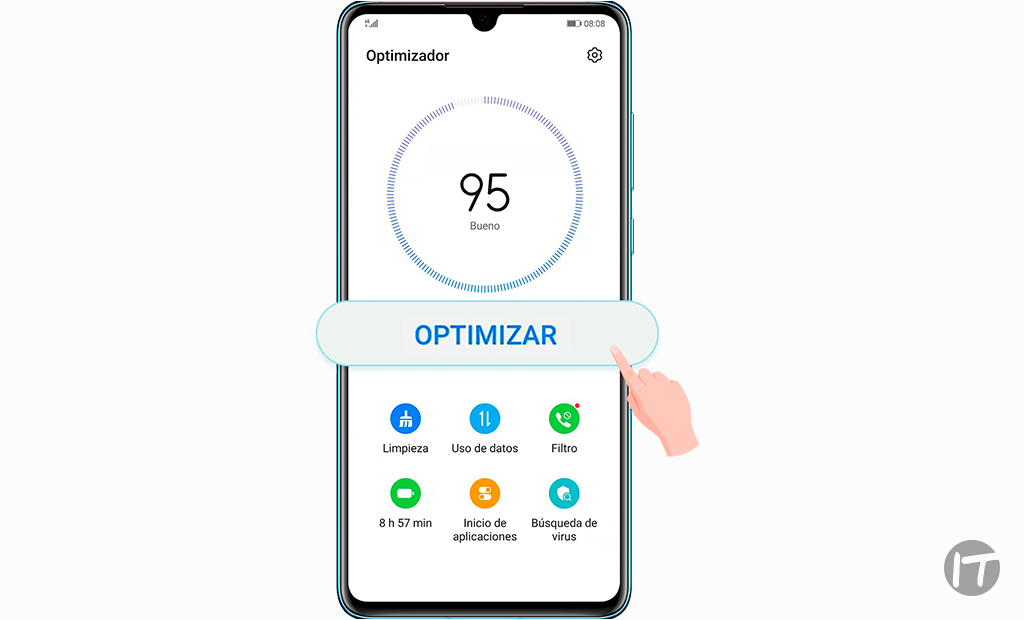 08:08
Optimizador
95
Bueno
OPTIMIZAR
Limpieza
Uso de datos
Filtro
8 h 57 min
Inicio de
aplicaciones
Búsqueda de
virus
IT